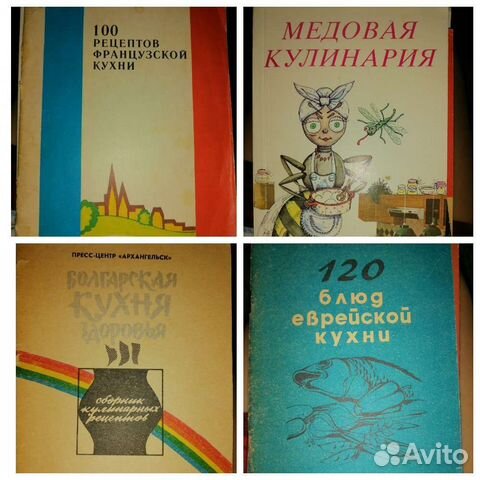 100
РЕЦЕПТОВ
ФРАНЦУЗСКОЙ
КУХНИ
МЕДОВАЯ
КУЛИНАРИЯ
ПРЕСС-ЦЕНТР «АРХАНГЕЛЬСК»
БОЛГАРСКАЯ
КУХНЯ
ЗДОРОВЬЯ
сборник
кулинарных
рецептов
120
блюд
еврейской
кухни
Avito